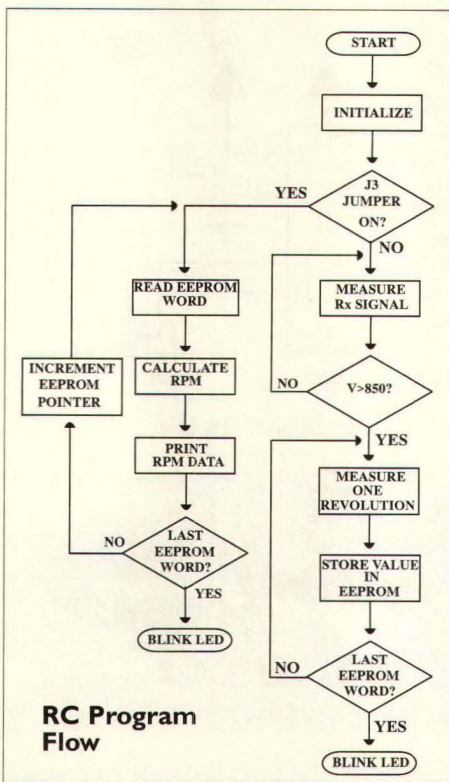 START
INITIALIZE
J3
JUMPER
ON?
YES
NO
READ EEPROM
WORD
CALCULATE
RPM
PRINT
RPM DATA
INCREMENT
EEPROM
POINTER
LAST
EEPROM
WORD?
NO
YES
BLINK LED
MEASURE
Rx SIGNAL
V>850?
NO
YES
MEASURE
ONE
REVOLUTION
STORE VALUE
IN
EEPROM
LAST
EEPROM
WORD?
NO
YES
BLINK LED
RC Program
Flow